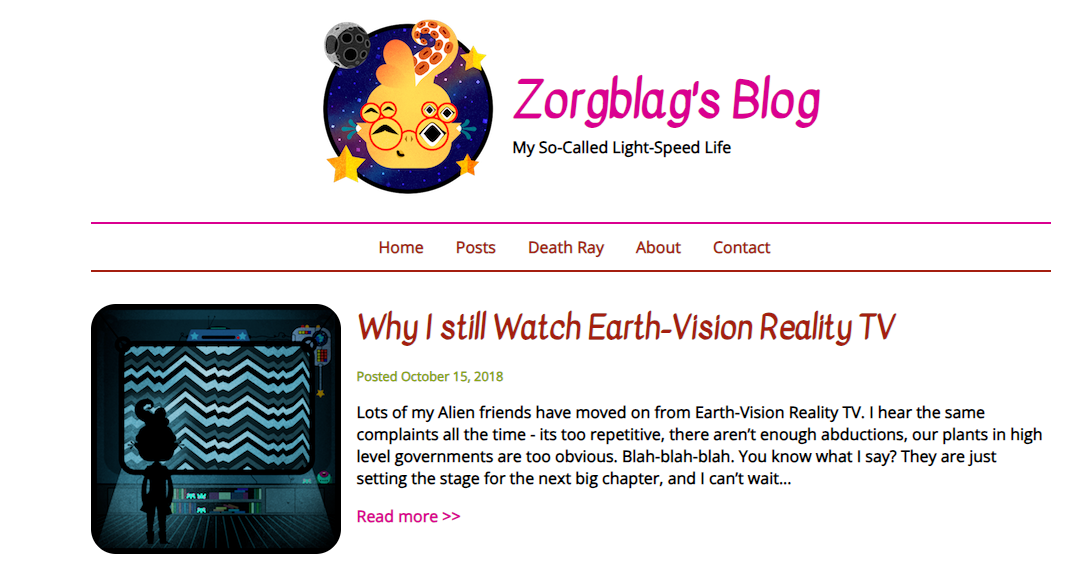 Zorgblag's Blog
My So-Called Light-Speed Life
Home Posts Death Ray About Contact
Why I still Watch Earth-Vision Reality TV
Posted October 15, 2018
Lots of my Alien friends have moved on from Earth-Vision Reality TV. I hear the same
complaints all the time - its too repetitive, there aren’t enough abductions, our plants in high
level governments are too obvious. Blah-blah-blah. You know what I say? They are just
setting the stage for the next big chapter, and I can’t wait...
Read more >>